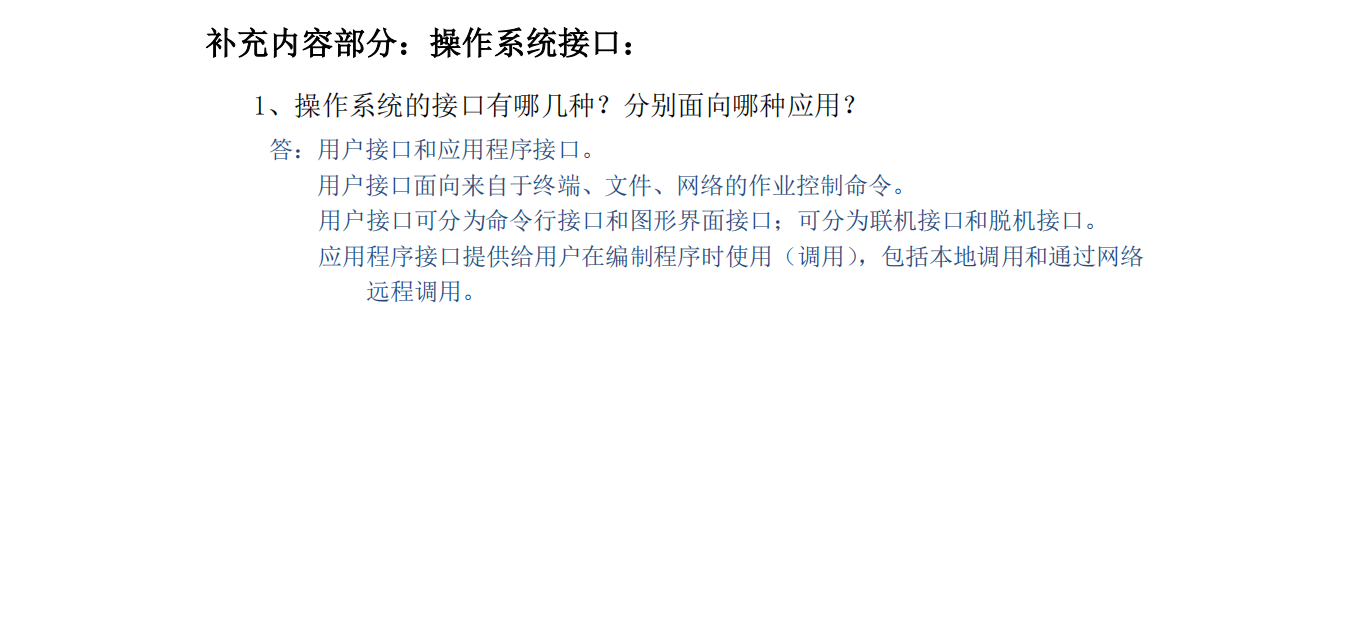 补充内容部分：操作系统接口：
1、操作系统的接口有哪几种？分别面向哪种应用？
答：用户接口和应用程序接口。
用户接口面向来自于终端、文件、网络的作业控制命令。
用户接口可分为命令行接口和图形界面接口；可分为联机接口和脱机接口。
应用程序接口提供给用户在编制程序时使用（调用），包括本地调用和通过网络
远程调用。